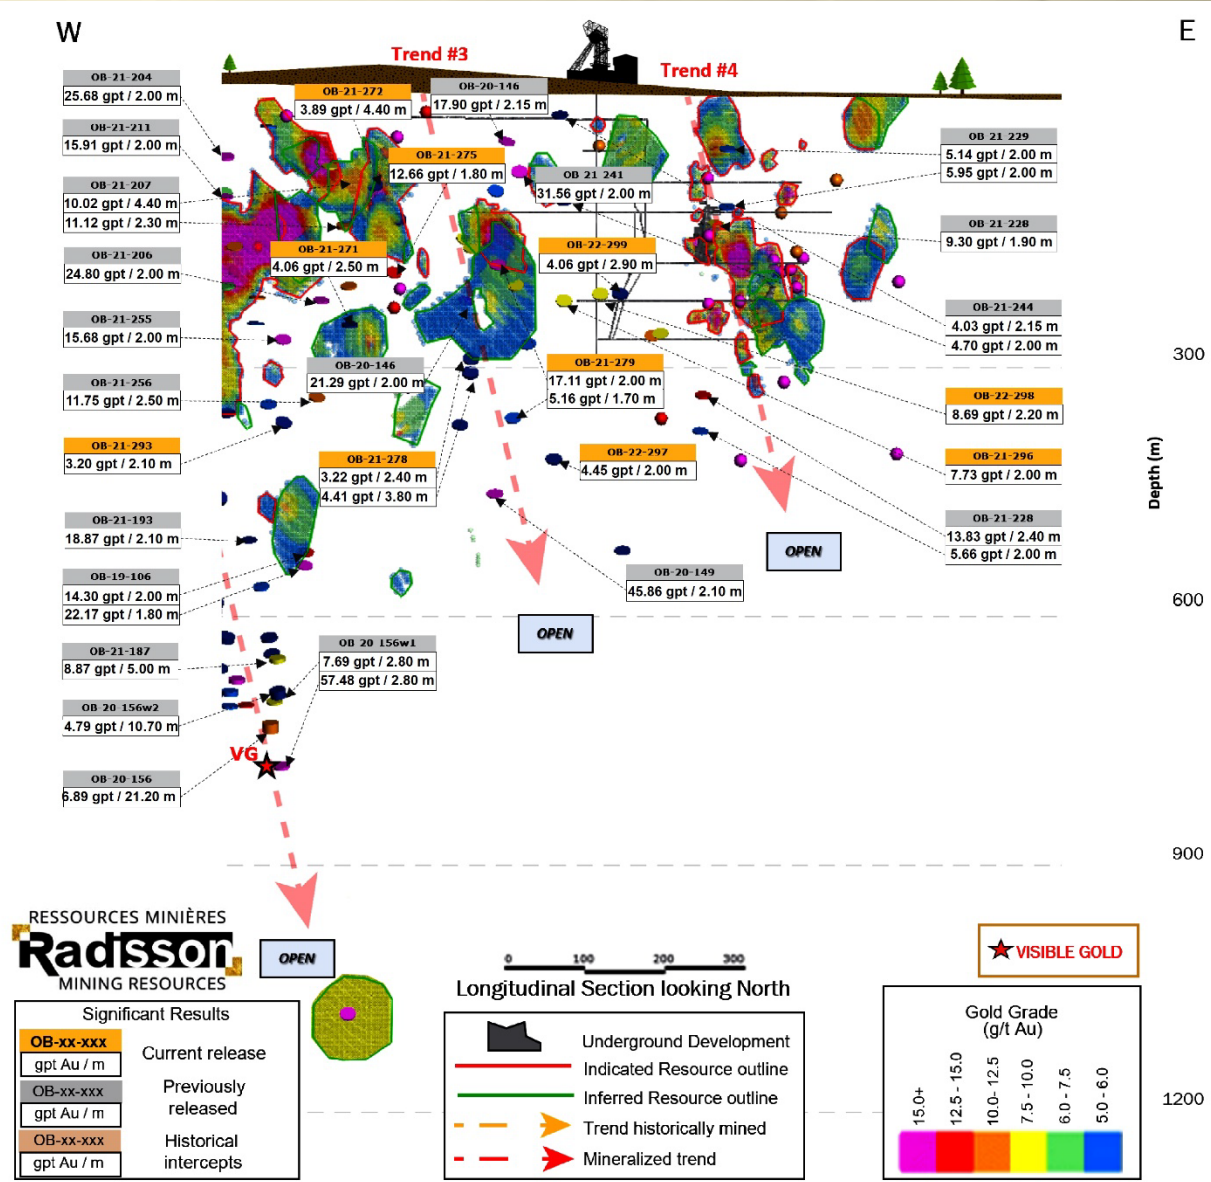 W
E
Trend #3
Trend #4
OB-21-204
25.68 gpt / 2.00 m
OB-21-211
15.91 gpt / 2.00 m
OB-21-207
10.02 gpt / 4.40 m
11.12 gpt / 2.30 m
OB-21-206
24.80 gpt / 2.00 m
OB-21-255
15.68 gpt / 2.00 m
OB-21-256
11.75 gpt / 2.50 m
OB-21-293
3.20 gpt / 2.10 m
OB-21-193
18.87 gpt / 2.10 m
OB-19-106
14.30 gpt / 2.00 m
22.17 gpt / 1.80 m
OB-21-187
8.87 gpt / 5.00 m
OB-20-156w2
4.79 gpt / 10.70 m
OB-20-156
6.89 gpt / 21.20 m
OB-21-272
3.89 gpt / 4.40 m
OB-20-146
17.90 gpt / 2.15 m
OB-21-275
12.66 gpt / 1.80 m
OB-21-241
31.56 gpt / 2.00 m
OB-21-271
4.06 gpt / 2.50 m
OB-22-299
4.06 gpt / 2.90 m
OB-20-146
21.29 gpt / 2.00 m
OB-21-279
17.11 gpt / 2.00 m
5.16 gpt / 1.70 m
OB-21-278
3.22 gpt / 2.40 m
4.41 gpt / 3.80 m
OB-22-297
4.45 gpt / 2.00 m
OB-20-149
45.86 gpt / 2.10 m
OB-20-156w1
7.69 gpt / 2.80 m
57.48 gpt / 2.80 m
OB-21-229
5.14 gpt / 2.00 m
5.95 gpt / 2.00 m
OB-21-228
9.30 gpt / 1.90 m
OB-21-244
4.03 gpt / 2.15 m
4.70 gpt / 2.00 m
OB-22-298
8.69 gpt / 2.20 m
OB-21-296
7.73 gpt / 2.00 m
OB-21-228
13.83 gpt / 2.40 m
5.66 gpt / 2.00 m
300
600
900
1200
Depth (m)
OPEN
OPEN
OPEN
VG
RESSOURCES MINIÈRES
Radisson
MINING RESOURCES
Significant Results
OB-xx-xxx
gpt Au / m
Current release
OB-xx-xxx
gpt Au / m
Previously
released
OB-xx-xxx
gpt Au / m
Historical
intercepts
0 100 200 300
Longitudinal Section looking North
Underground Development
Indicated Resource outline
Inferred Resource outline
Trend historically mined
Mineralized trend
VISIBLE GOLD
Gold Grade
(g/t Au)
15.0+
12.5 - 15.0
10.0- 12.5
7.5 - 10.0
6.0 - 7.5
5.0 - 6.0